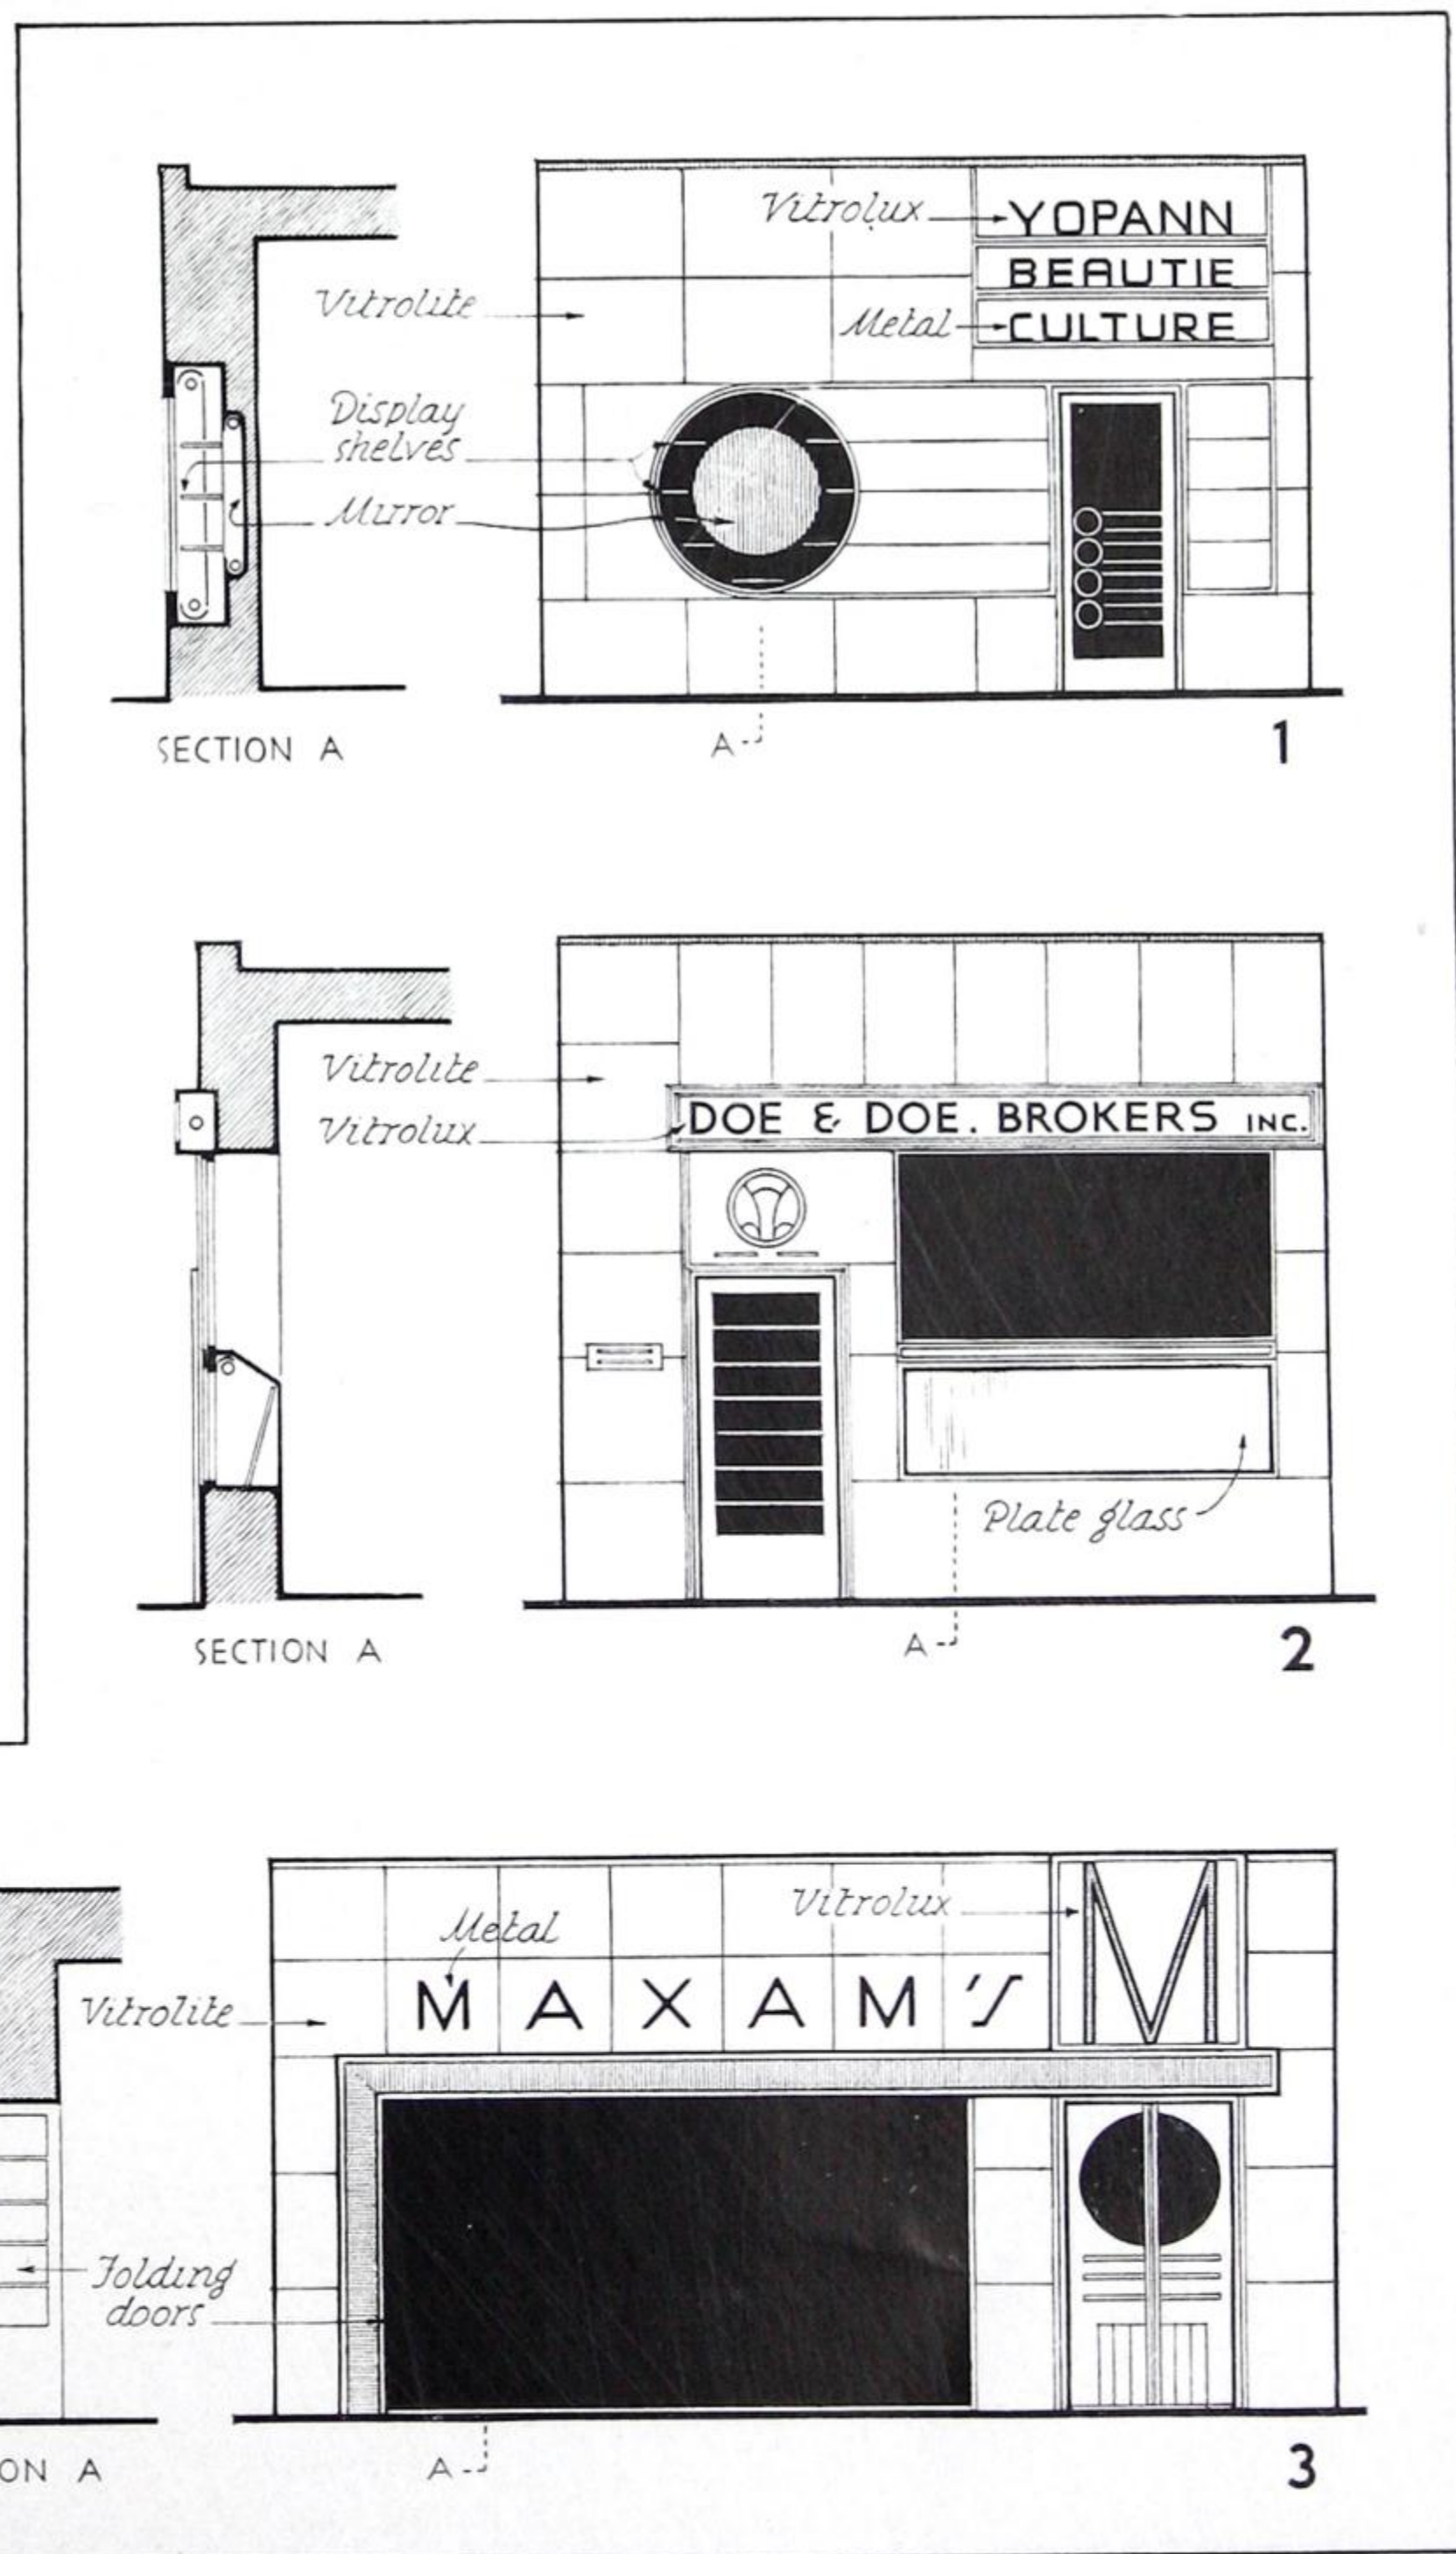 Vitrolux
YOPANN
BEAUTIE
Vitrolite
Metal
CULTURE
Display
shelves
Mirror
SECTION A
A
1
Vitrolite
Vitrolux
DOE & DOE. BROKERS INC.
Plate glass
SECTION A
A
2
Vitrolux
M
Metal
Vitrolite
MAXAM'S
Folding
doors
ON A
A
3